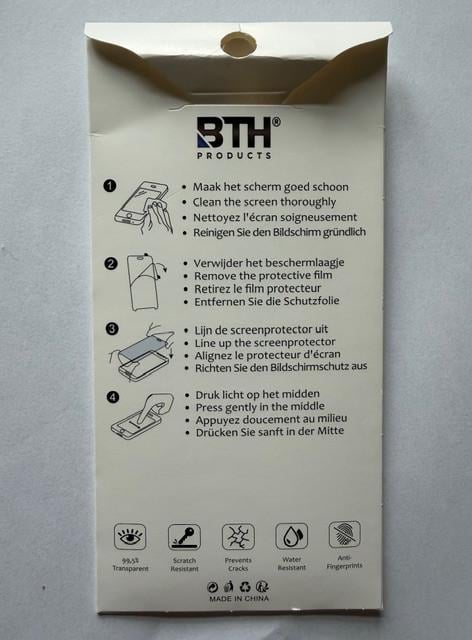 BTH®
PRODUCTS
1
• Maak het scherm goed schoon
• Clean the screen thoroughly
• Nettoyez l'écran soigneusement
• Reinigen Sie den Bildschirm gründlich
2
• Verwijder het beschermlaagje
• Remove the protective film
• Retirez le film protecteur
• Entfernen Sie die Schutzfolie
3
• Lijn de screenprotector uit
• Line up the screenprotector
• Alignez le protecteur d'écran
• Richten Sie den Bildschirmschutz aus
4
• Druk licht op het midden
• Press gently in the middle
• Appuyez doucement au milieu
• Drücken Sie sanft in der Mitte
99,5%
Transparent
Scratch
Resistant
Prevents
Cracks
Water
Resistant
Anti-
Fingerprints
MADE IN CHINA